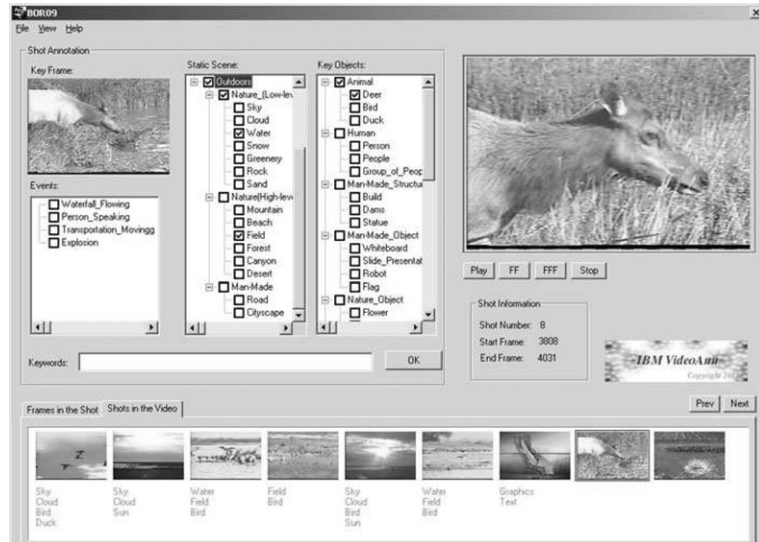 BOR09
File View Help
Shot Annotation
Key Frame:
Events:
Waterfall_Flowing
Person_Speaking
Transportation_Movingg
Explosion
Static Scene:
Outdoors
Nature_(Low-lev
Sky
Cloud
Water
Snow
Greenery
Rock
Sand
Nature(High-leve
Mountain
Beach
Field
Forest
Canyon
Desert
Man-Made
Road
Cityscape
Key Objects:
Animal
Deer
Bird
Duck
Human
Person
People
Group_of_Peop
Man-Made_Structu
Build
Dams
Statue
Man-Made_Object
Whiteboard
Slide_Presentat
Robot
Flag
Nature_Object
Flower
Keywords:
OK
Play FF FFF Stop
Shot Information
Shot Number: 8
Start Frame: 3808
End Frame: 4031
IBM VideoAnn
Copyright
Prev Next
Frames in the Shot Shots in the Video
Sky
Cloud
Bird
Duck
Sky
Cloud
Sun
Water
Field
Bird
Field
Bird
Sky
Cloud
Bird
Sun
Water
Field
Bird
Graphics
Text